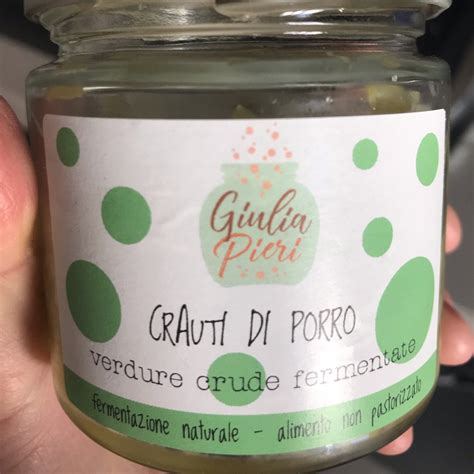 Giulia
Pieri
CRAUTI DI PORRO
verdure crude fermentate
fermentazione naturale - alimento non pastorizzato